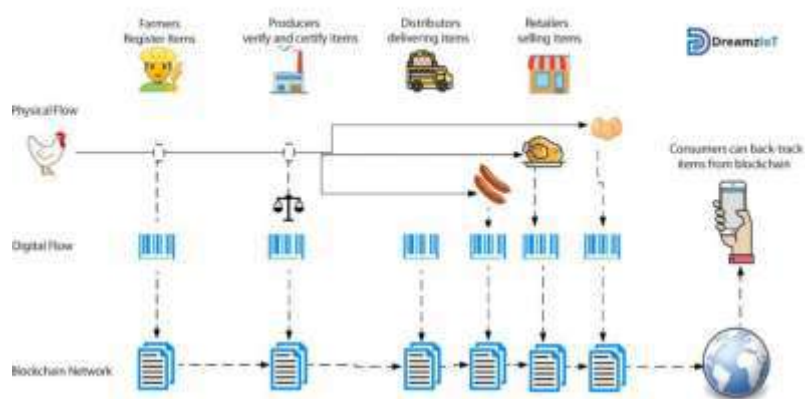 Farmers
Register Items
Producers
verify and certify items
Distributors
delivering items
Retailers
selling items
DreamzIoT
Physical Flow
Consumers can back-track
items from blockchain
Digital Flow
Blockchain Network